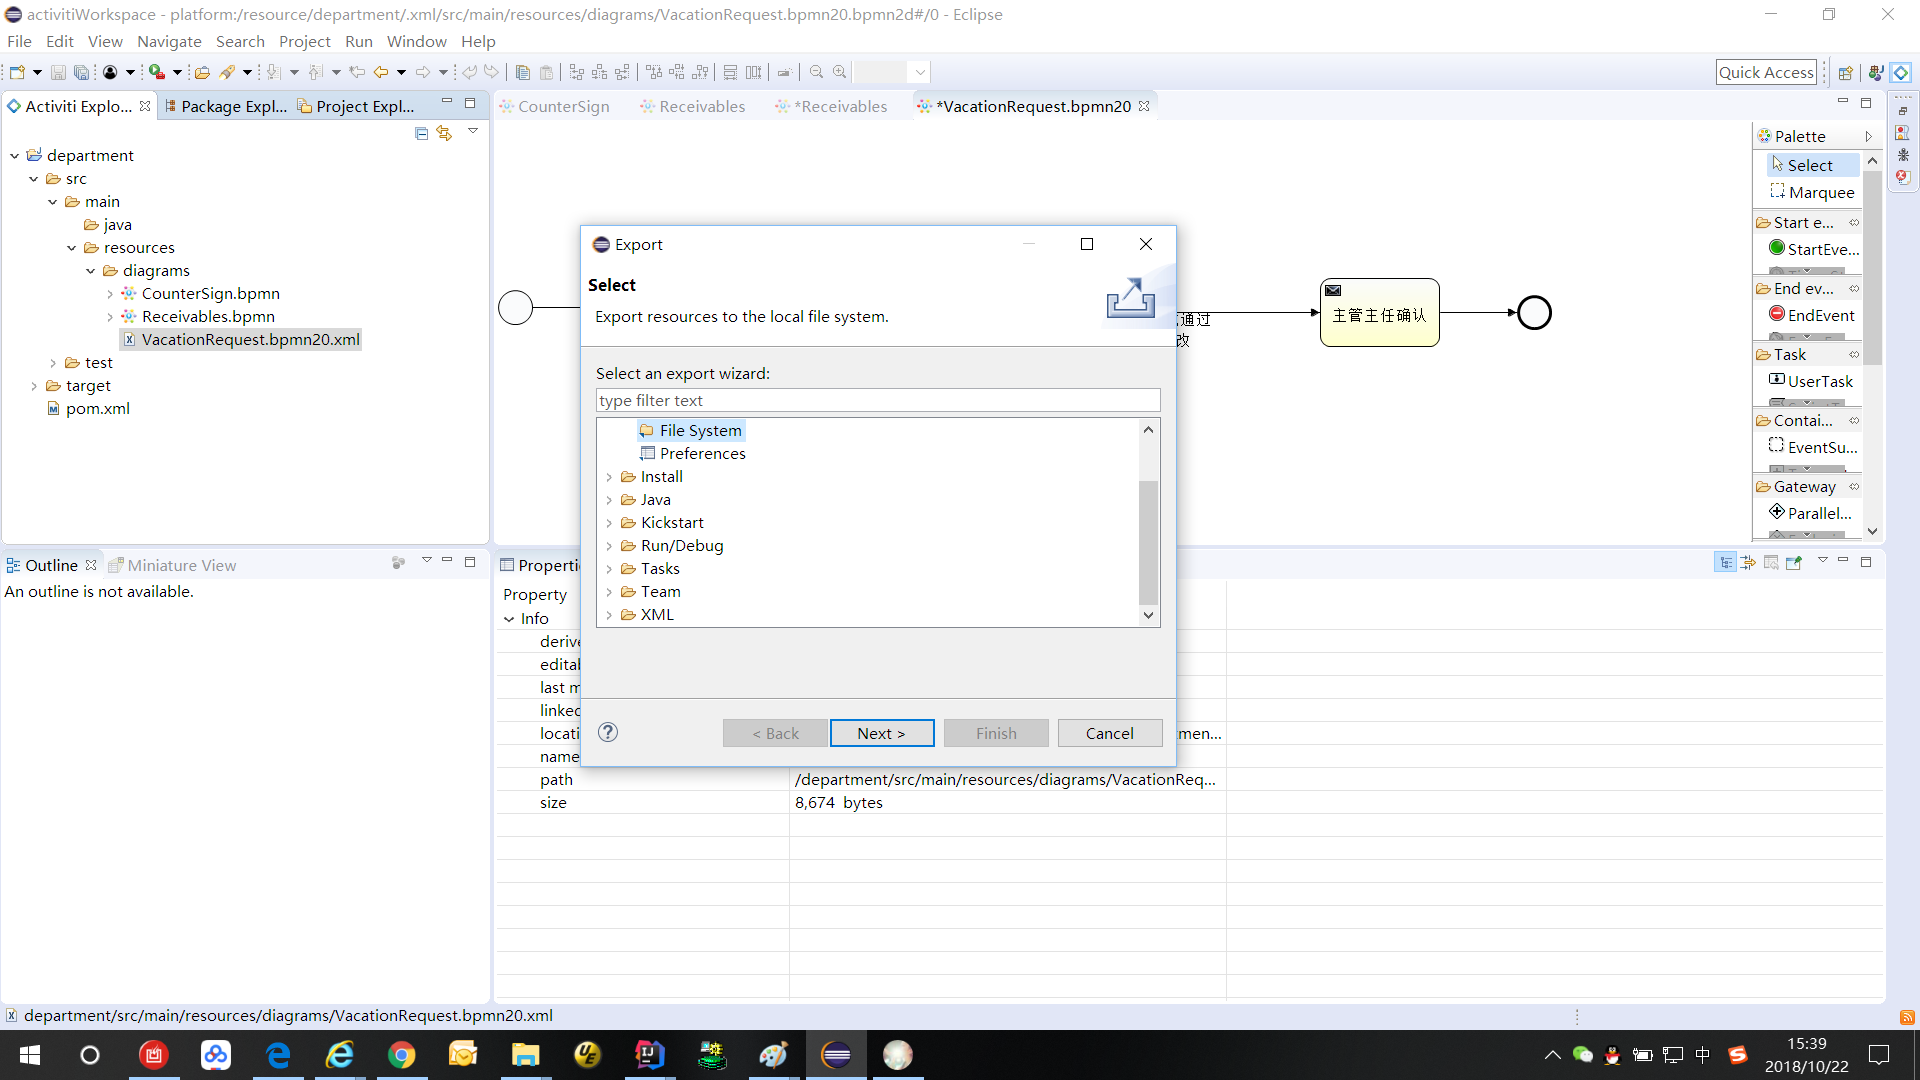 activitiWorkspace - platform:/resource/department/.xml/src/main/resources/diagrams/VacationRequest.bpmn20.bpmn2d#/0 - Eclipse
File Edit View Navigate Search Project Run Window Help
Quick Access
Activiti Explo... Package Expl... Project Expl...
CounterSign Receivables *Receivables *VacationRequest.bpmn20
department
src
main
java
resources
diagrams
CounterSign.bpmn
Receivables.bpmn
VacationRequest.bpmn20.xml
test
target
pom.xml
Export
Select
Export resources to the local file system.
Select an export wizard:
type filter text
File System
Preferences
Install
Java
Kickstart
Run/Debug
Tasks
Team
XML
< Back Next > Finish Cancel
通过
改
主管主任确认
Palette
Select
Marquee
Start e...
StartEve...
End ev...
EndEvent
Task
UserTask
Contai...
EventSu...
Gateway
Parallel...
Outline Miniature View
An outline is not available.
Properti
Property
Info
derive
edita
last m
linked
locati
men...
name
path /department/src/main/resources/diagrams/VacationReq...
size 8,674 bytes
department/src/main/resources/diagrams/VacationRequest.bpmn20.xml
中
15:39
2018/10/22